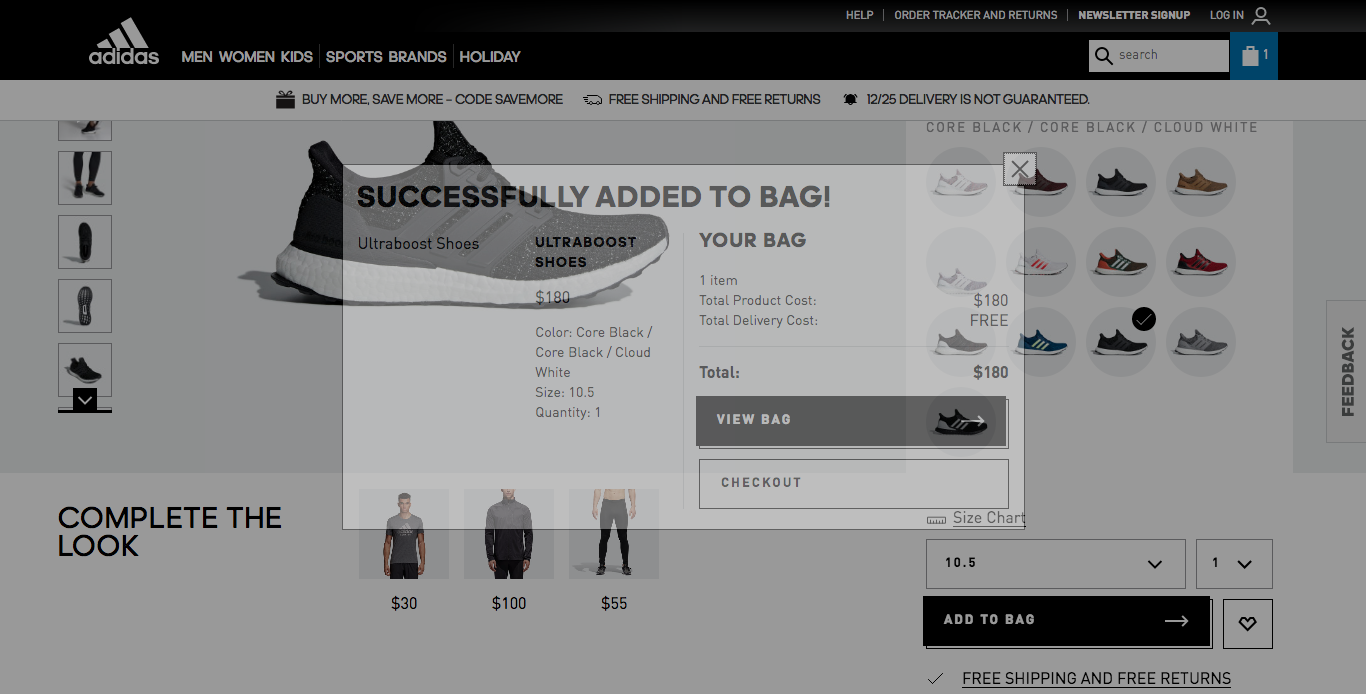 HELP
ORDER TRACKER AND RETURNS
NEWSLETTER SIGNUP
LOG IN
adidas
MEN WOMEN KIDS SPORTS BRANDS HOLIDAY
search
1
BUY MORE, SAVE MORE – CODE SAVEMORE
FREE SHIPPING AND FREE RETURNS
12/25 DELIVERY IS NOT GUARANTEED.
CORE BLACK / CORE BLACK / CLOUD WHITE
SUCCESSFULLY ADDED TO BAG!
Ultraboost Shoes
ULTRABOOST
SHOES
$180
Color: Core Black /
Core Black / Cloud
White
Size: 10.5
Quantity: 1
YOUR BAG
1 item
Total Product Cost: $180
Total Delivery Cost: FREE
Total: $180
VIEW BAG
CHECKOUT
FEEDBACK
Size Chart
COMPLETE THE
LOOK
$30
$100
$55
10.5
1
ADD TO BAG
FREE SHIPPING AND FREE RETURNS